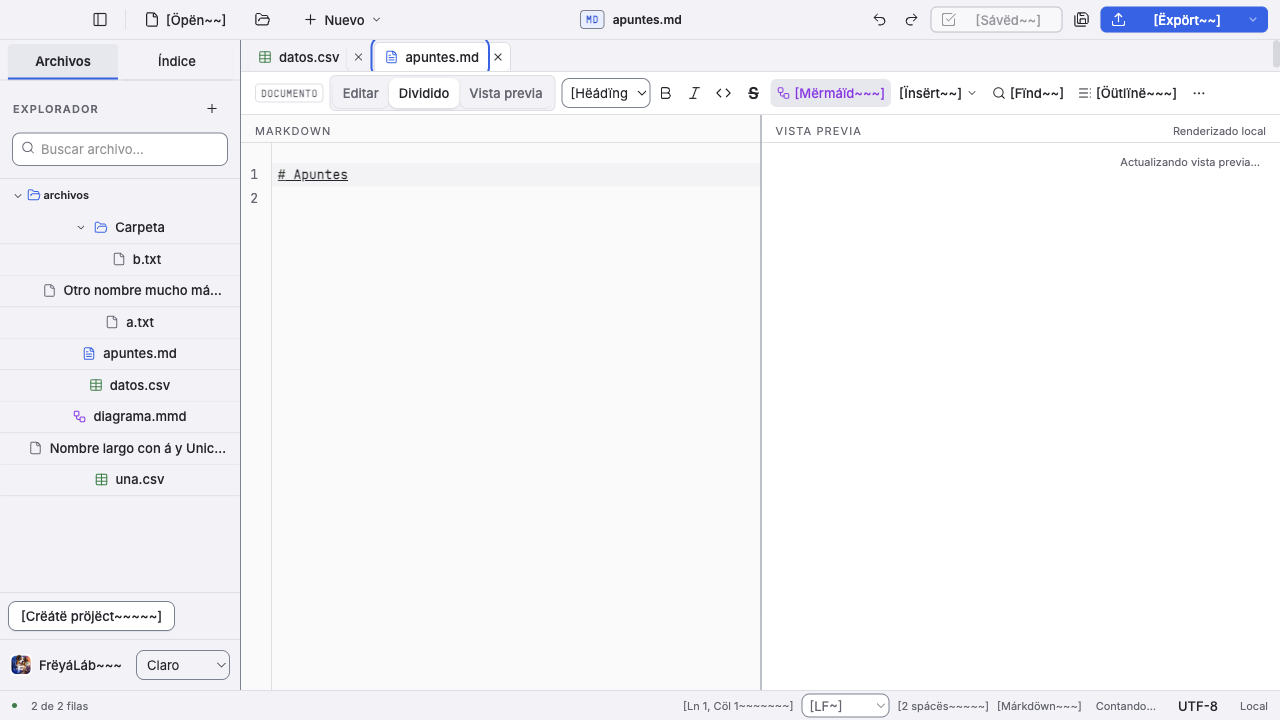 [Öpën~~]
Nuevo
MD apuntes.md
[Sávëd~~]
[Ëxpört~~]
Archivos
Índice
EXPLORADOR
Buscar archivo...
archivos
Carpeta
b.txt
Otro nombre mucho má...
a.txt
apuntes.md
datos.csv
diagrama.mmd
Nombre largo con á y Unic...
una.csv
[Crëátë pröjëct~~~~~]
FrëyáLáb~~~
Claro
datos.csv
apuntes.md
DOCUMENTO
Editar
Dividido
Vista previa
[Hëádïng
B
I
S
[Mërmáïd~~~]
[Ïnsërt~~]
[Fïnd~~]
[Öütlïnë~~~]
MARKDOWN
1 # Apuntes
2
VISTA PREVIA
Renderizado local
Actualizando vista previa...
2 de 2 filas
[Ln 1, Cöl 1~~~~~~~]
[LF~]
[2 spácës~~~~~]
[Márkdöwn~~~]
Contando...
UTF-8
Local